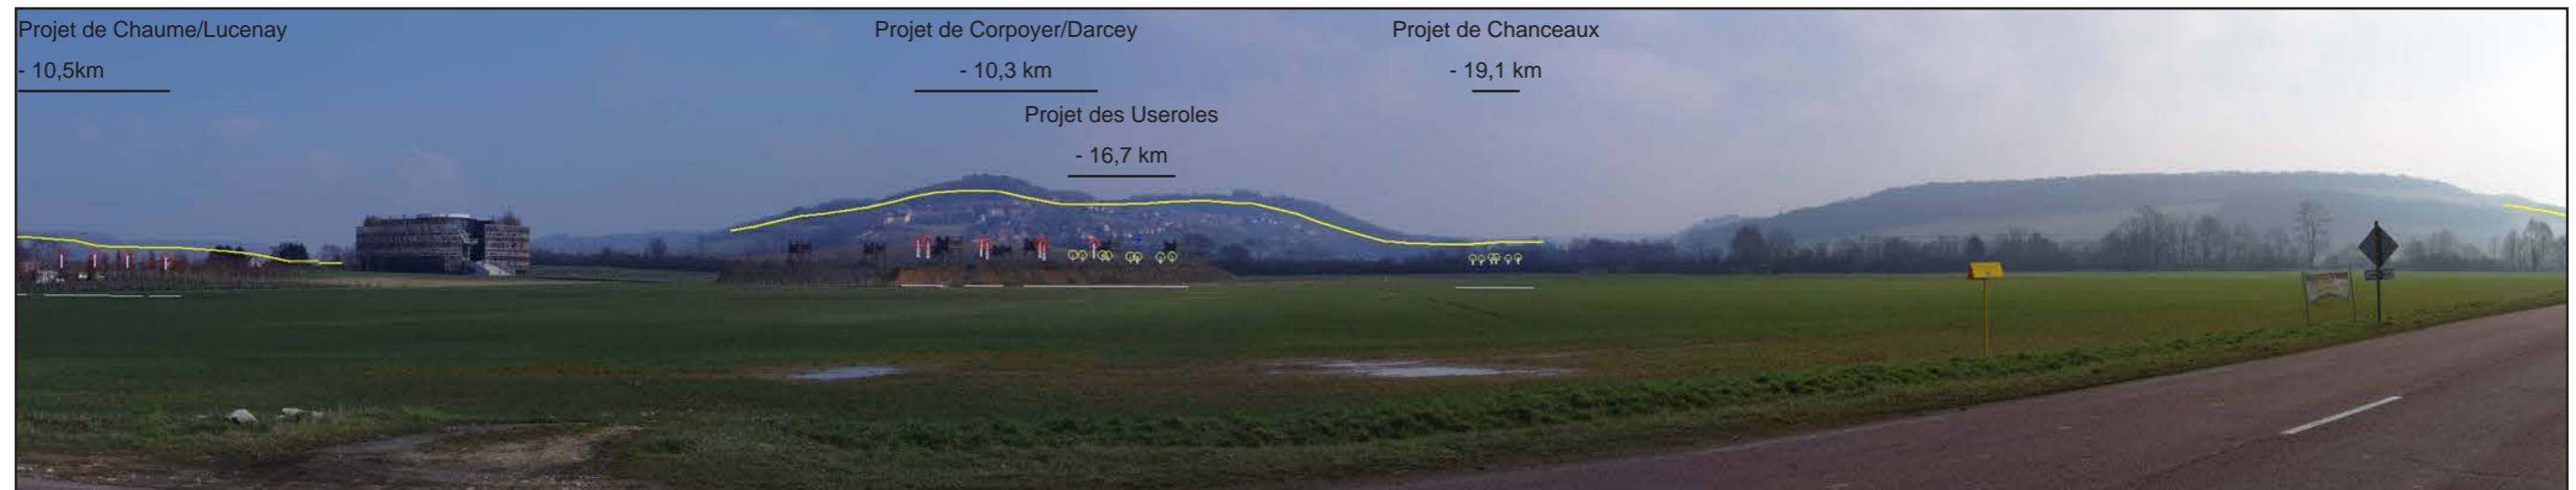 Projet de Chaume/Lucenay
- 10,5km
Projet de Corpoyer/Darcey
- 10,3 km
Projet des Useroles
- 16,7 km
Projet de Chanceaux
- 19,1 km